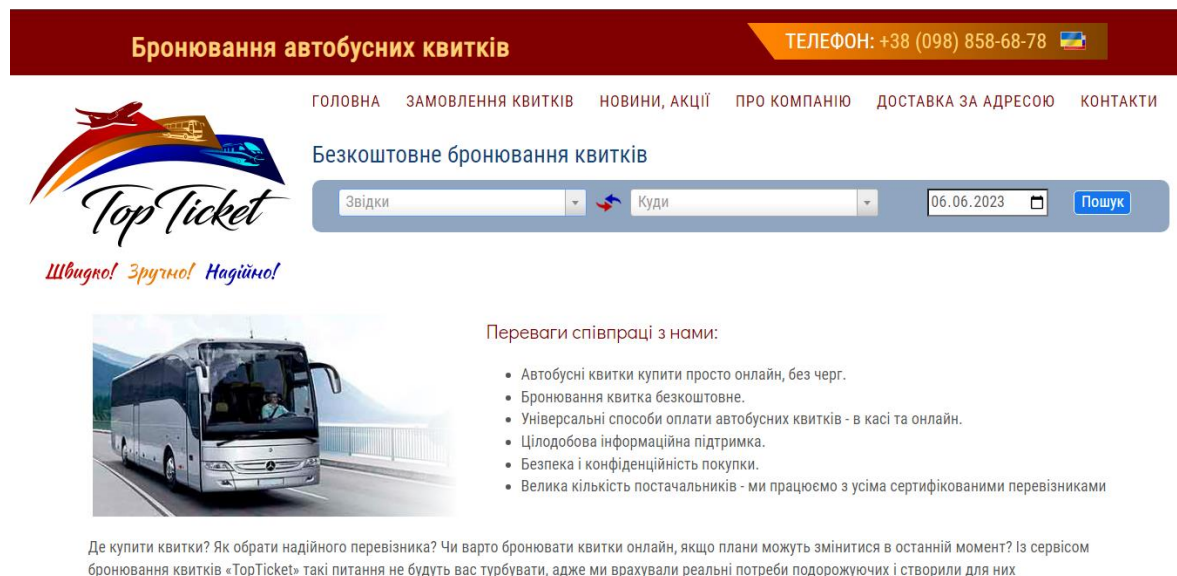 Бронювання автобусних квитків
ТЕЛЕФОН: +38 (098) 858-68-78
ГОЛОВНА ЗАМОВЛЕННЯ КВИТКІВ НОВИНИ, АКЦІЇ ПРО КОМПАНІЮ ДОСТАВКА ЗА АДРЕСОЮ КОНТАКТИ
Безкоштовне бронювання квитків
Звідки Куди 06.06.2023 Пошук
Top Ticket
Швидко! Зручно! Надійно!
Переваги співпраці з нами:
• Автобусні квитки купити просто онлайн, без черг.
• Бронювання квитка безкоштовне.
• Універсальні способи оплати автобусних квитків - в касі та онлайн.
• Цілодобова інформаційна підтримка.
• Безпека і конфіденційність покупки.
• Велика кількість постачальників - ми працюємо з усіма сертифікованими перевізниками
Де купити квитки? Як обрати надійного перевізника? Чи варто бронювати квитки онлайн, якщо плани можуть змінитися в останній момент? Із сервісом
бронювання квитків «TopTicket» такі питання не будуть вас турбувати, адже ми врахували реальні потреби подорожуючих і створили для них